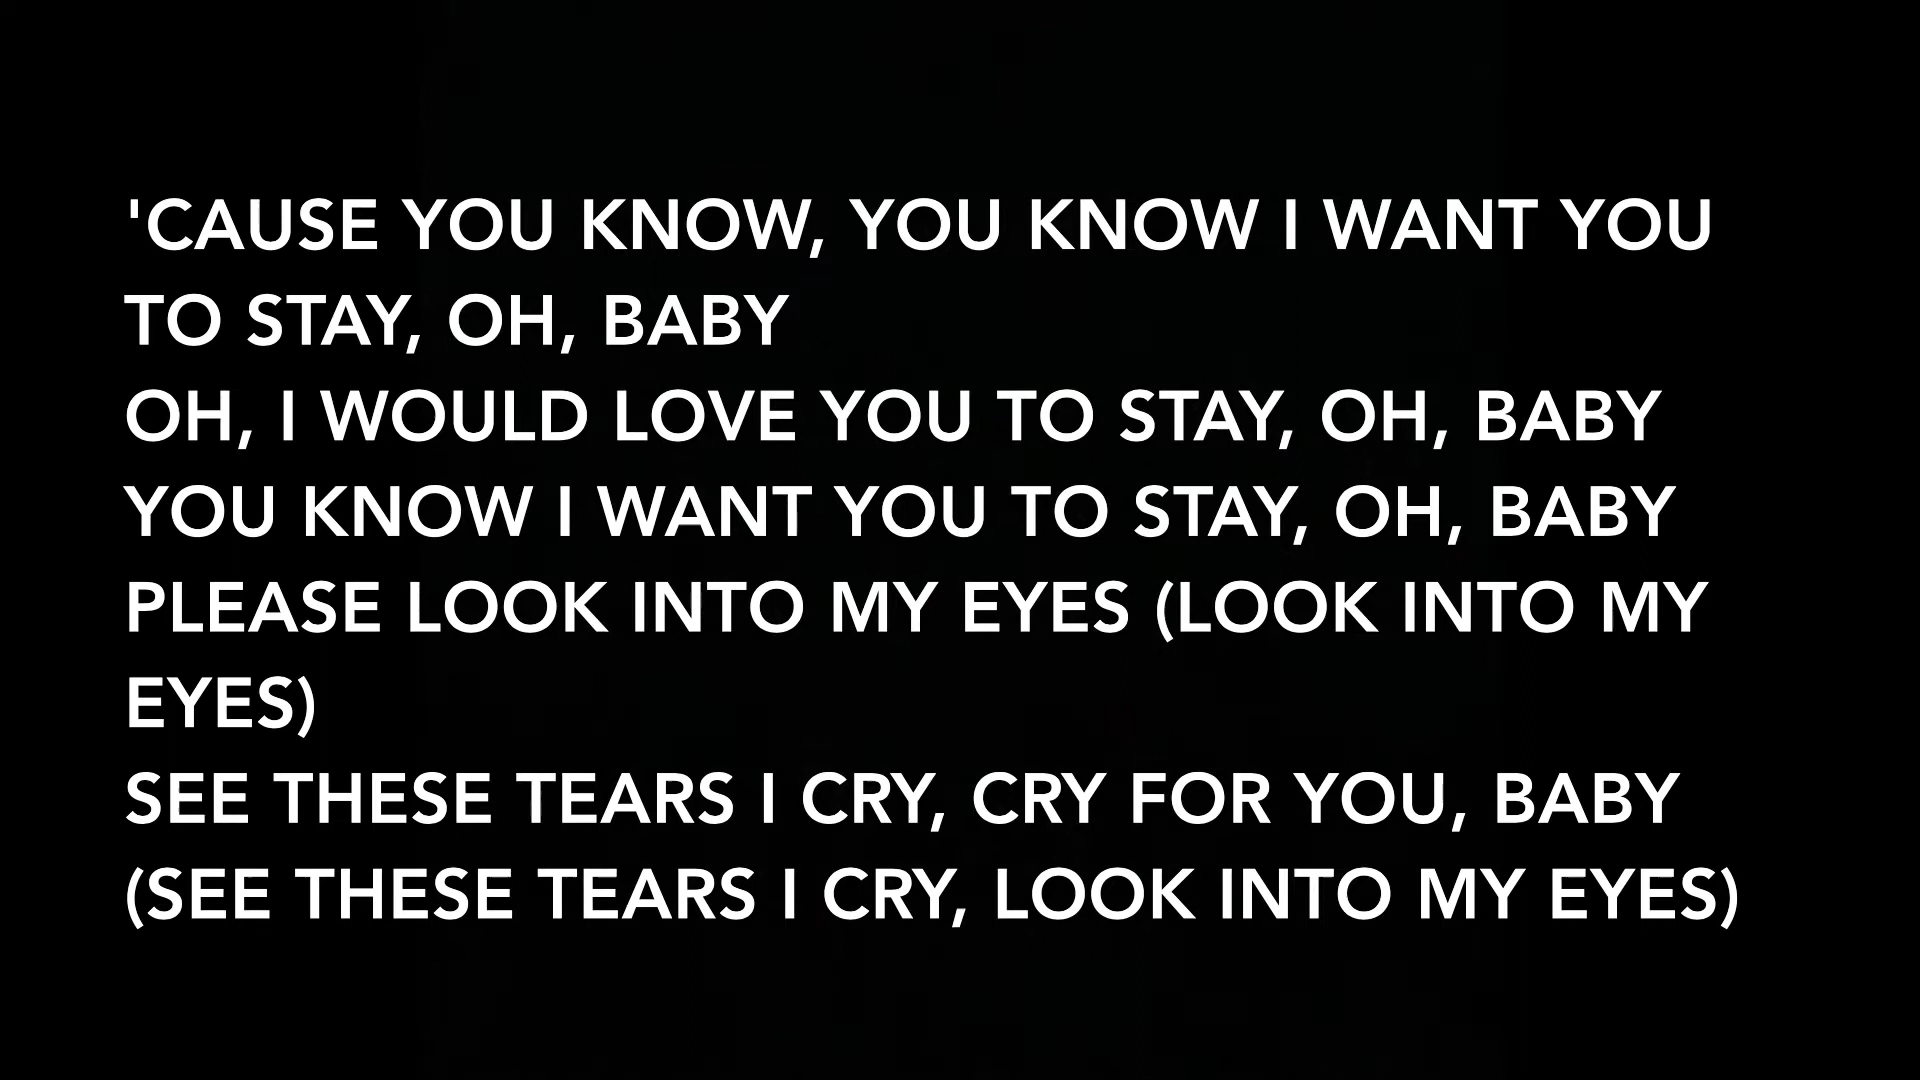 'CAUSE YOU KNOW, YOU KNOW I WANT YOU
TO STAY, OH, BABY
OH, I WOULD LOVE YOU TO STAY, OH, BABY
YOU KNOW I WANT YOU TO STAY, OH, BABY
PLEASE LOOK INTO MY EYES (LOOK INTO MY
EYES)
SEE THESE TEARS I CRY, CRY FOR YOU, BABY
(SEE THESE TEARS I CRY, LOOK INTO MY EYES)